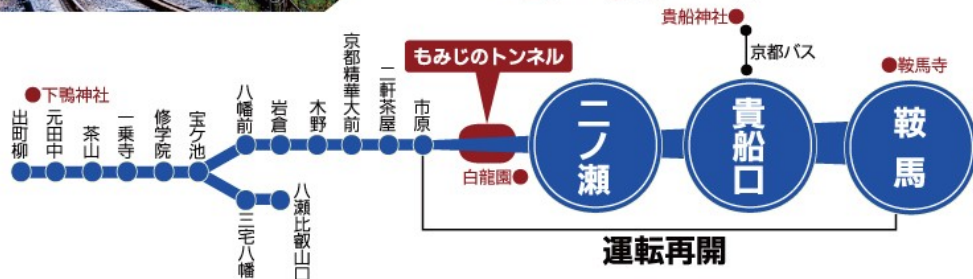 貴船神社
京都バス
鞍馬寺
もみじのトンネル
下鴨神社
出町柳
元田中
茶山
一乗寺
修学院
宝ケ池
八幡前
岩倉
木野
京都精華大前
二軒茶屋
市原
二ノ瀬
貴船口
鞍馬
白龍園
三宅八幡
八瀬比叡山口
運転再開